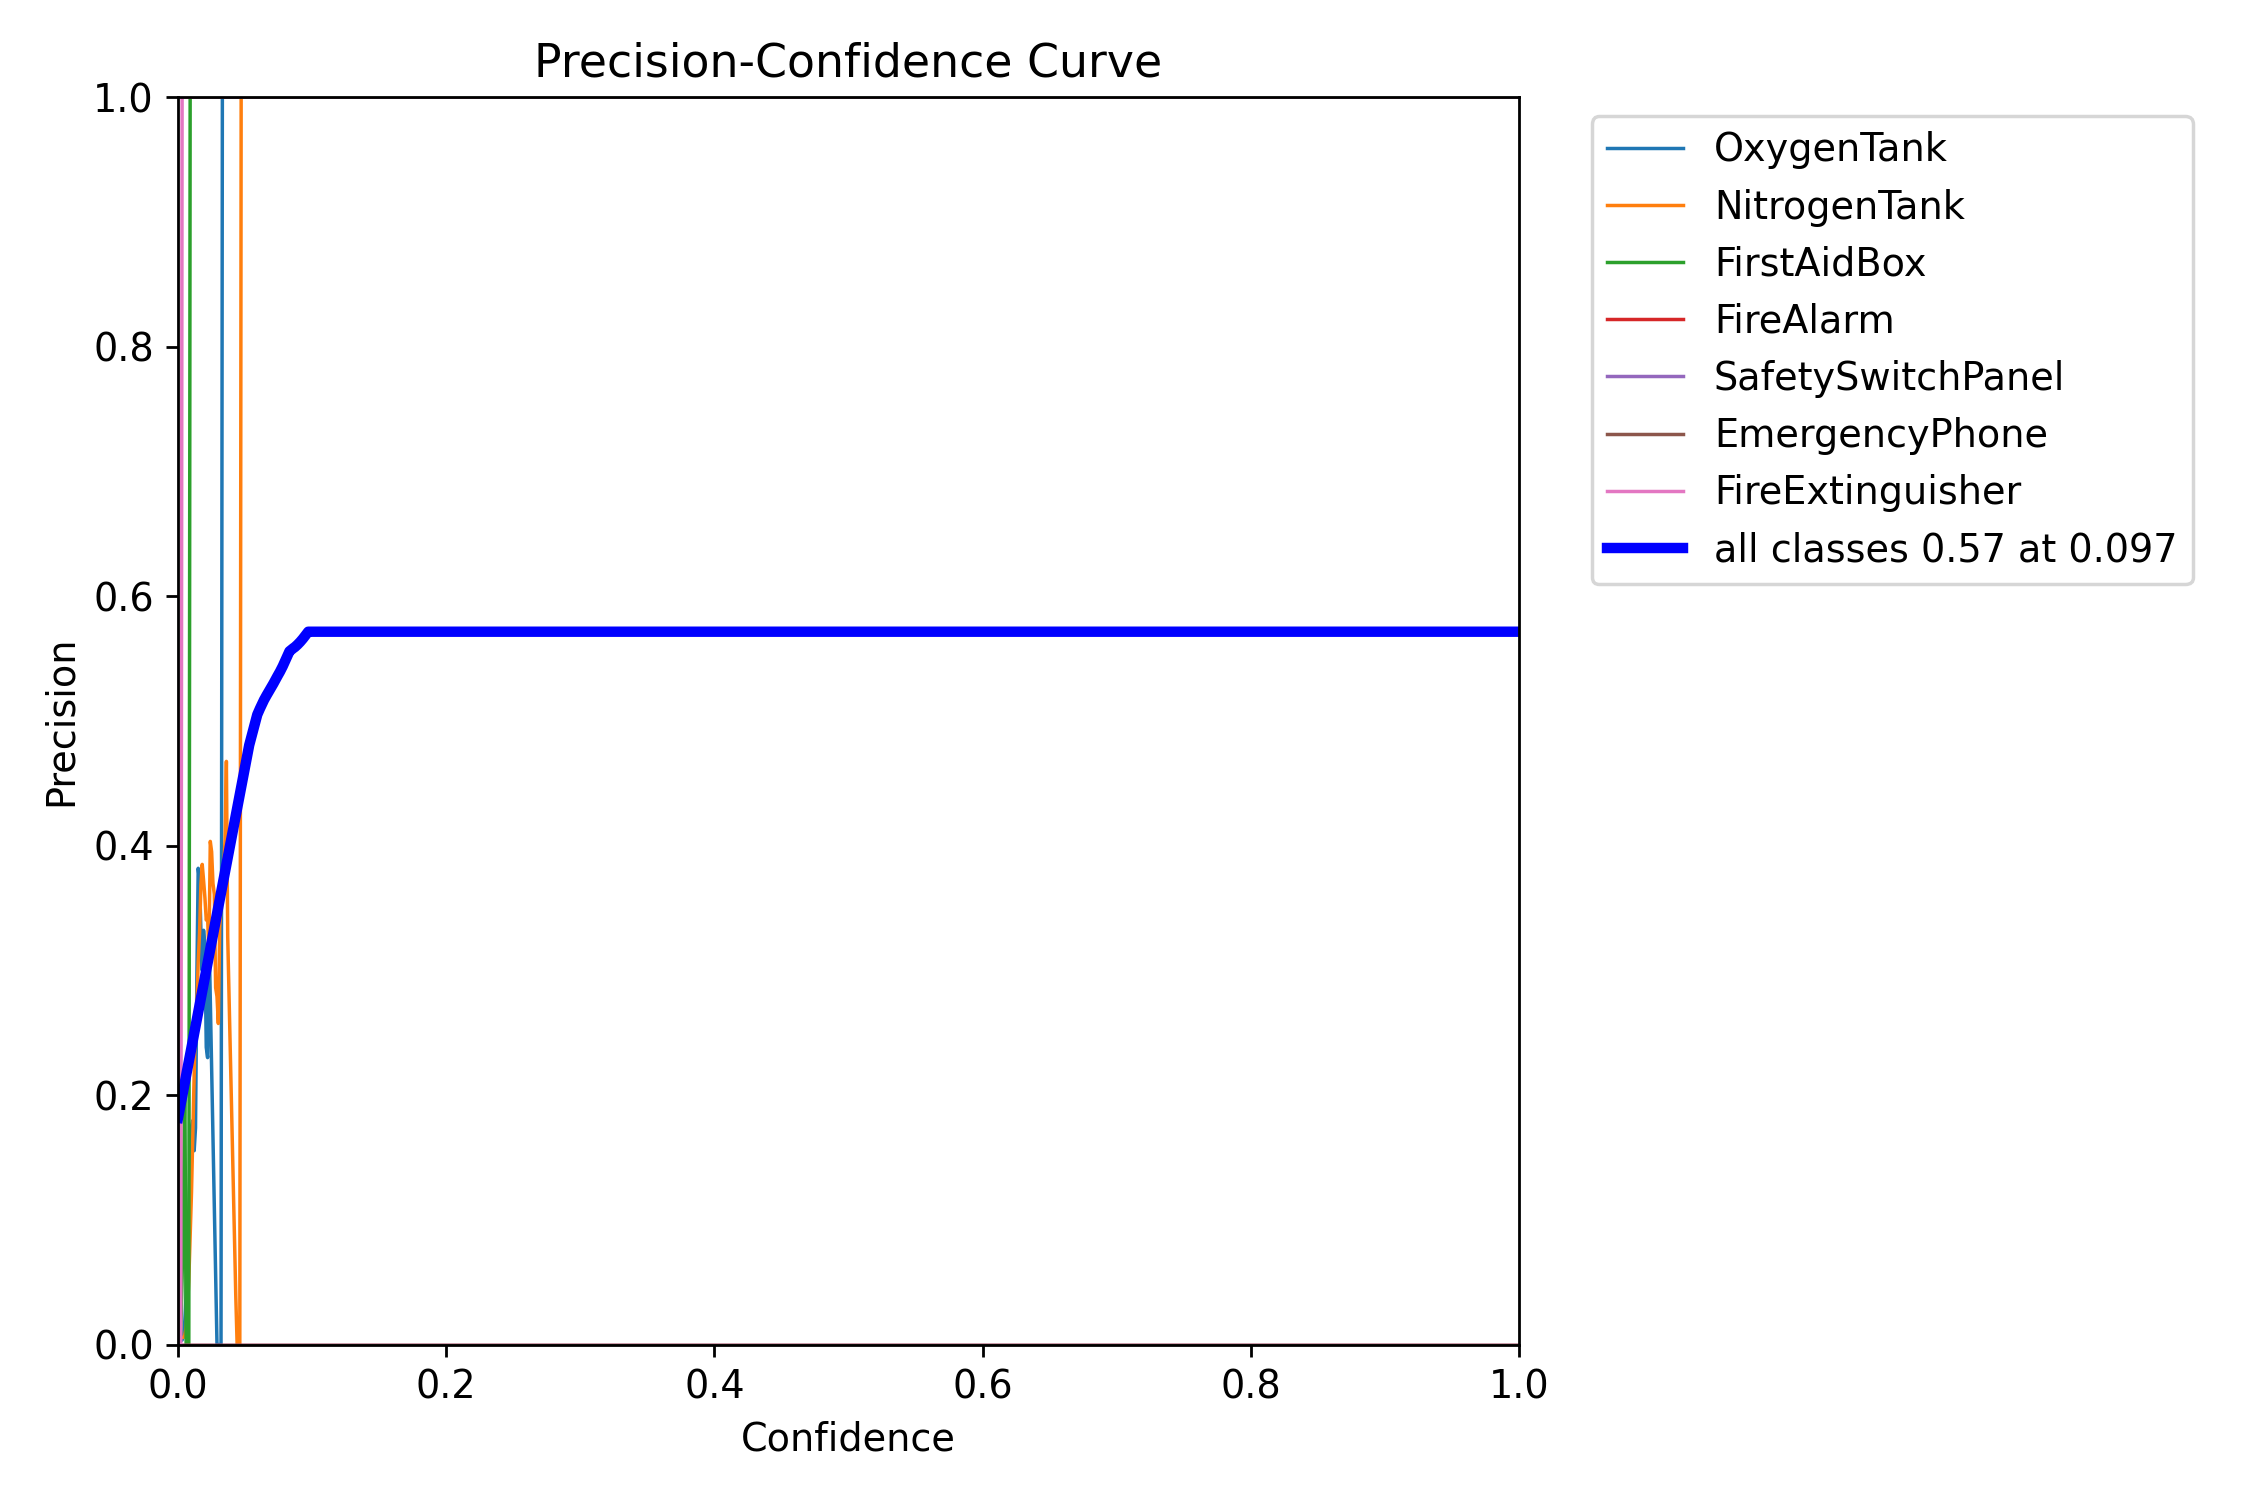 Precision-Confidence Curve
1.0
0.8
0.6
0.4
0.2
0.0
Precision
0.0 0.2 0.4 0.6 0.8 1.0
Confidence
OxygenTank
NitrogenTank
FirstAidBox
FireAlarm
SafetySwitchPanel
EmergencyPhone
FireExtinguisher
all classes 0.57 at 0.097